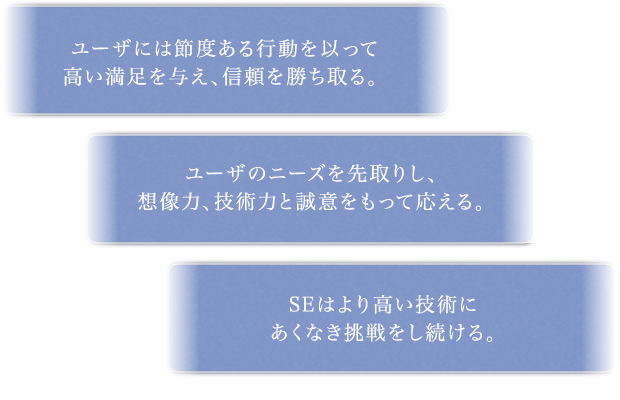 ユーザには節度ある行動を以って
高い満足を与え、信頼を勝ち取る。
ユーザのニーズを先取りし、
想像力、技術力と誠意をもって応える。
SEはより高い技術に
あくなき挑戦をし続ける。